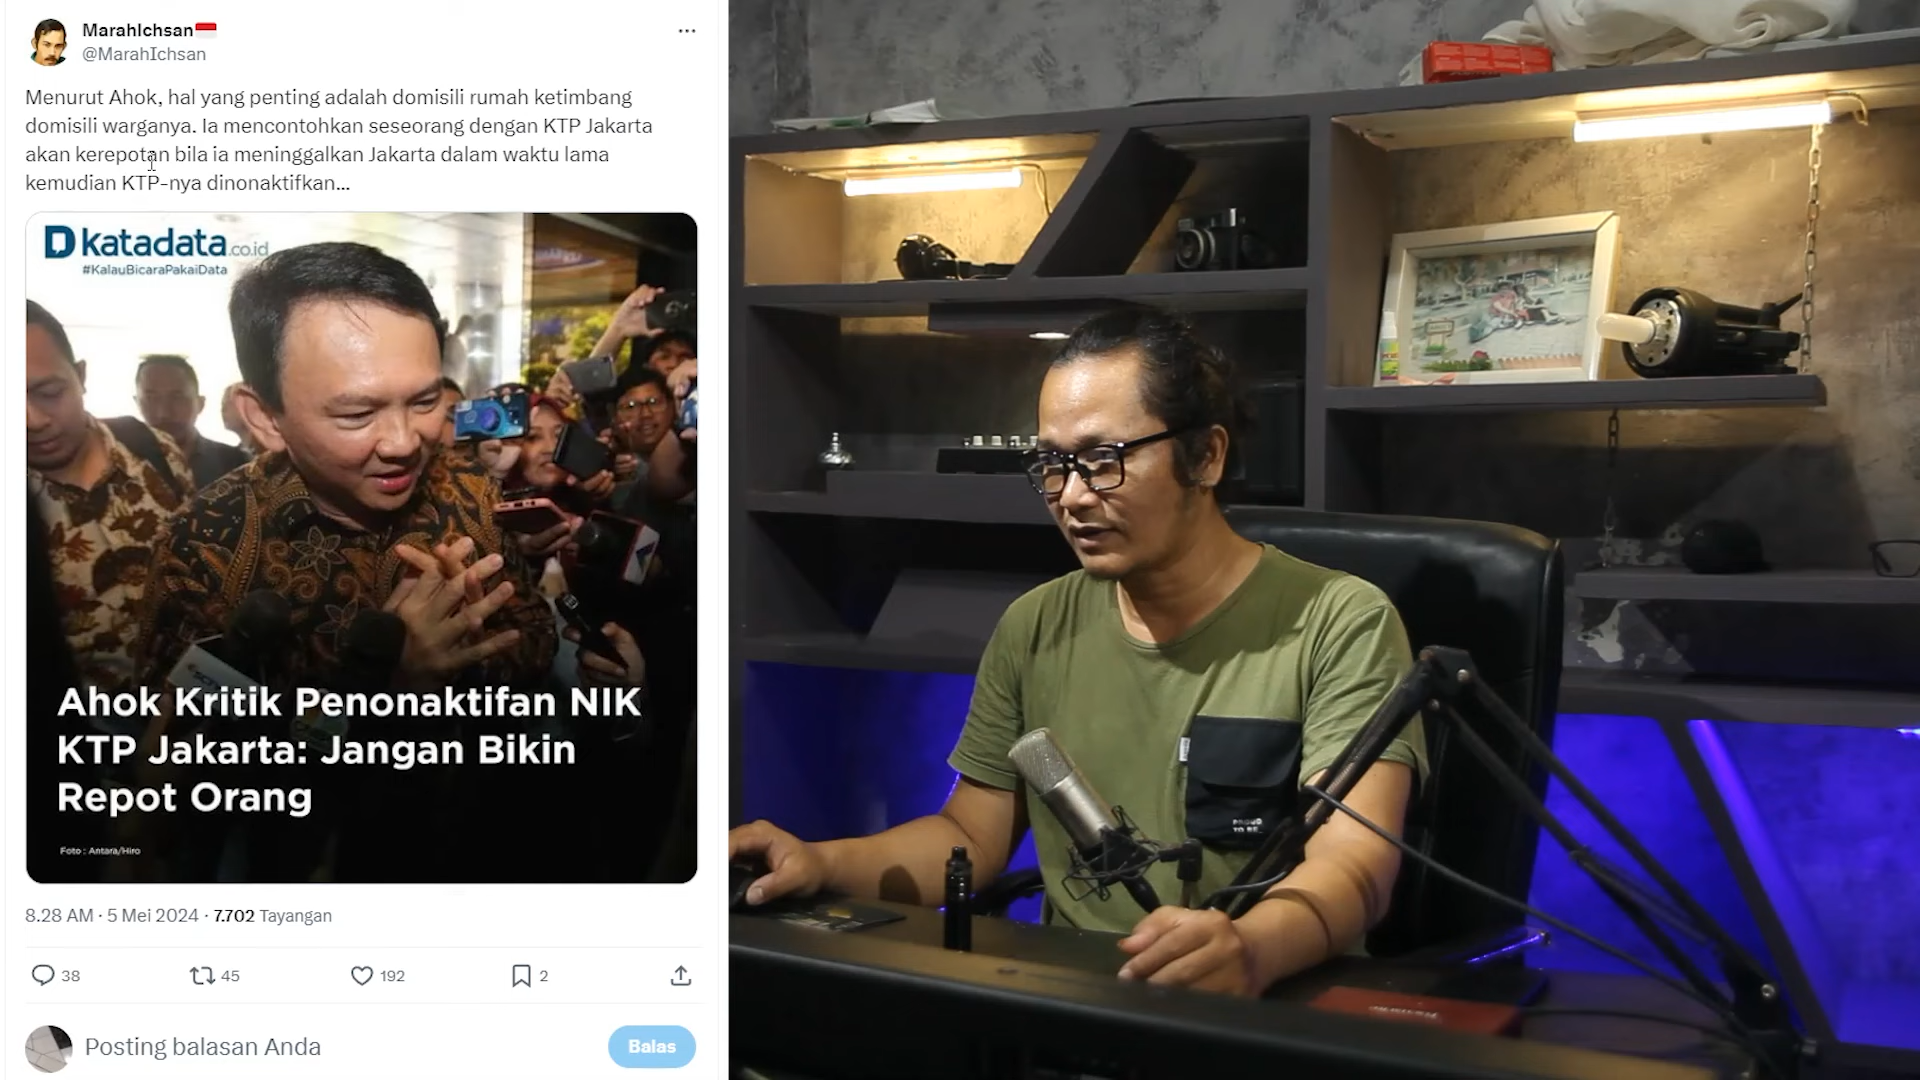 MarahIchsan
@MarahIchsan
Menurut Ahok, hal yang penting adalah domisili rumah ketimbang
domisili warganya. Ia mencontohkan seseorang dengan KTP Jakarta
akan kerepotan bila ia meninggalkan Jakarta dalam waktu lama
kemudian KTP-nya dinonaktifkan...
katadata.co.id
#KalauBicaraPakaiData
Ahok Kritik Penonaktifan NIK
KTP Jakarta: Jangan Bikin
Repot Orang
Foto : Antara/Hiro
8.28 AM · 5 Mei 2024 · 7.702 Tayangan
38 45 192 2
Posting balasan Anda
Balas
PROUD
TO BE